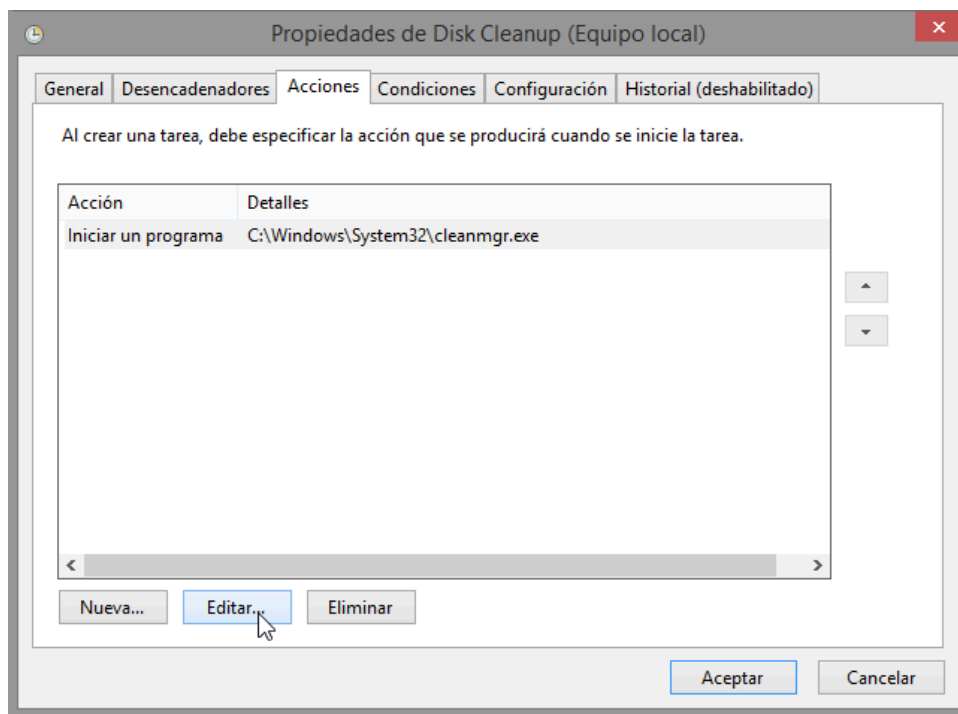 Propiedades de Disk Cleanup (Equipo local)
General Desencadenadores Acciones Condiciones Configuración Historial (deshabilitado)
Al crear una tarea, debe especificar la acción que se producirá cuando se inicie la tarea.
Acción Detalles
Iniciar un programa C:\Windows\System32\cleanmgr.exe
Nueva... Editar... Eliminar
Aceptar Cancelar